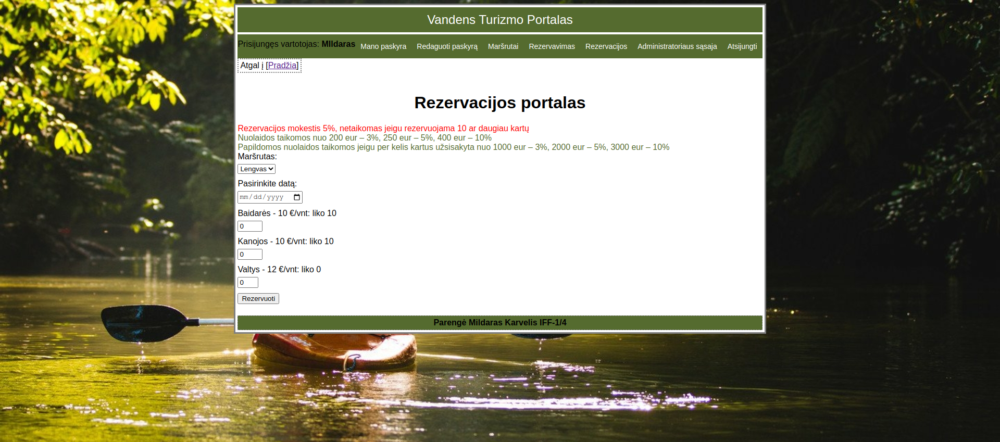 Vandens Turizmo Portalas
Prisijungęs vartotojas: MIldaras Mano paskyra Redaguoti paskyrą Maršrutai Rezervavimas Rezervacijos Administratoriaus sąsaja Atsijungti
Atgal į [Pradžia]
Rezervacijos portalas
Rezervacijos mokestis 5%, netaikomas jeigu rezervuojama 10 ar daugiau kartų
Nuolaidos taikomos nuo 200 eur – 3%, 250 eur – 5%, 400 eur – 10%
Papildomos nuolaidos taikomos jeigu per kelis kartus užsisakyta nuo 1000 eur – 3%, 2000 eur – 5%, 3000 eur – 10%
Maršrutas:
Lengvas
Pasirinkite datą:
mm/dd/yyyy
Baidarės - 10 €/vnt: liko 10
0
Kanojos - 10 €/vnt: liko 10
0
Valtys - 12 €/vnt: liko 0
0
Rezervuoti
Parengė Mildaras Karvelis IFF-1/4